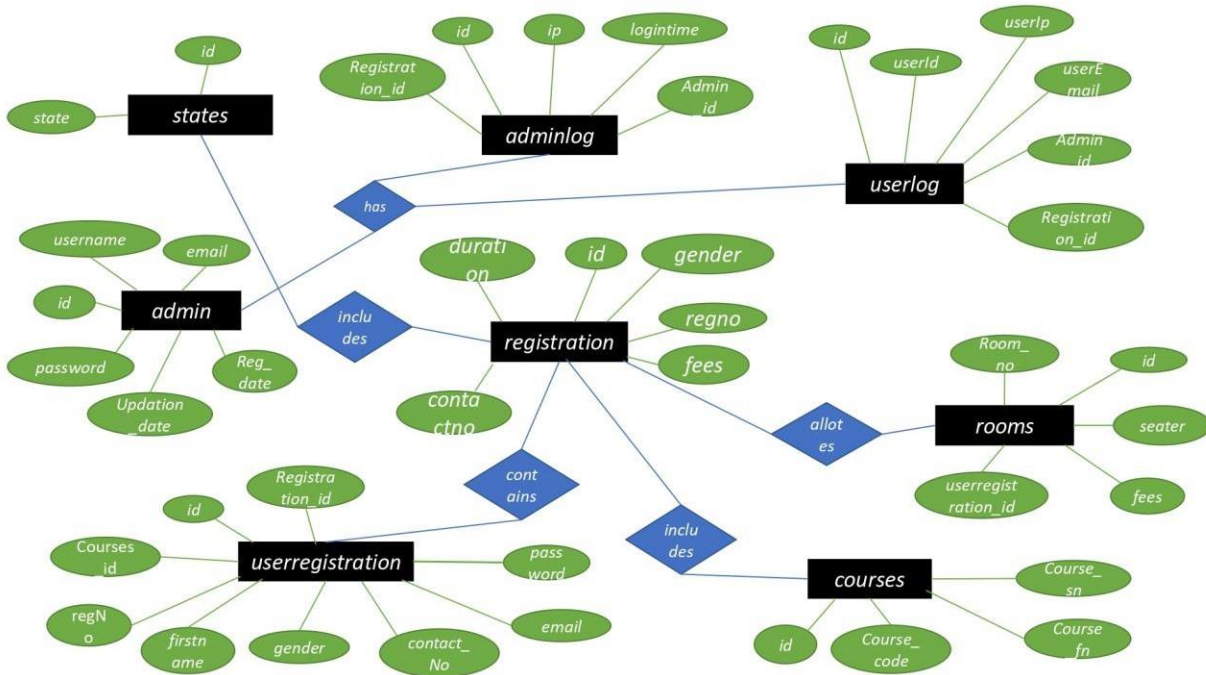 id
state
states
id
ip
logintime
Registrat
ion_id
Admin
_id
adminlog
id
userId
userIp
userE
mail
Admin_
id
Registrati
on_id
userlog
has
username
email
id
admin
password
Updation
_date
Reg_
date
inclu
des
durati
on
id
gender
regno
fees
conta
ctno
registration
allot
es
Room_
no
id
seater
rooms
userregist
ration_id
fees
cont
ains
inclu
des
Registra
tion_id
id
Courses
_id
regN
o
firstn
ame
gender
contact_
No
email
pass
word
userregistration
courses
Course_
sn
Course
_fn
id
Course_
code